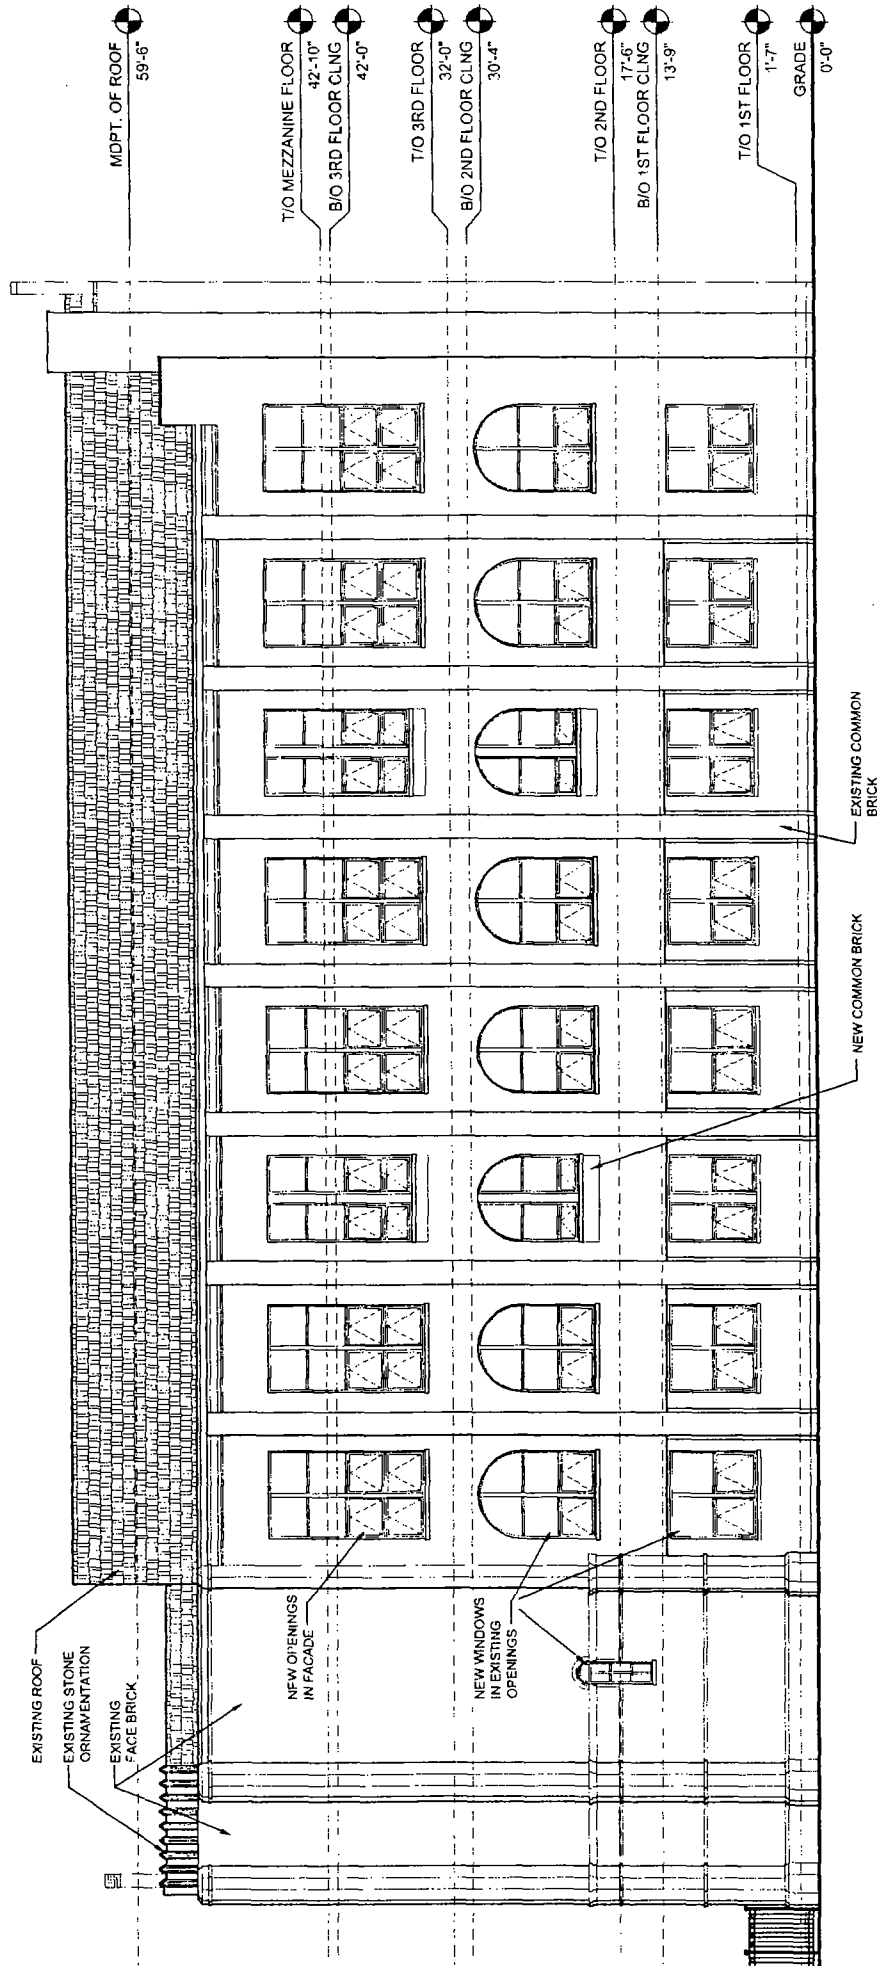 MDPT. OF ROOF
59'-6"
T/O MEZZANINE FLOOR
42'-10"
B/O 3RD FLOOR CLNG
42'-0"
T/O 3RD FLOOR
32'-0"
B/O 2ND FLOOR CLNG
30'-4"
T/O 2ND FLOOR
17'-6"
B/O 1ST FLOOR CLNG
13'-9"
T/O 1ST FLOOR
1'-7"
GRADE
0'-0"
EXISTING ROOF
EXISTING STONE
ORNAMENTATION
EXISTING
FACE BRICK
NEW OPENINGS
IN FACADE
NEW WINDOWS
IN EXISTING
OPENINGS
NEW COMMON BRICK
EXISTING COMMON
BRICK